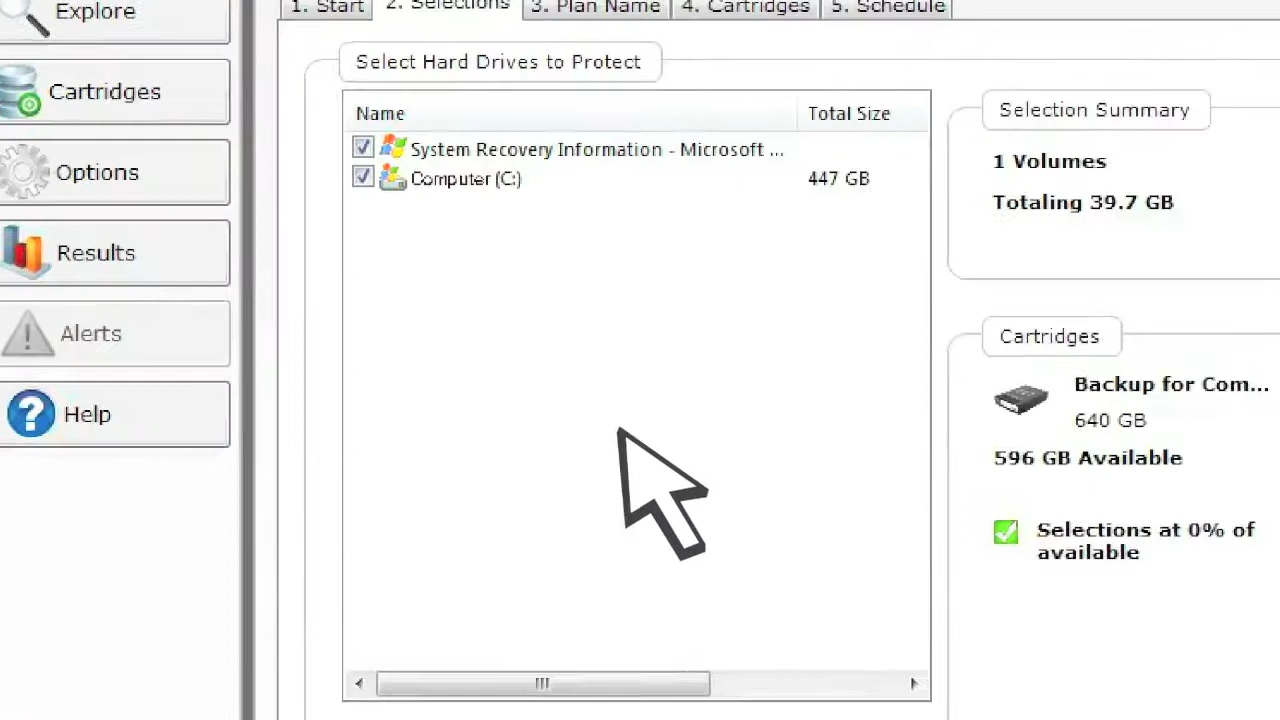 Explore
Cartridges
Options
Results
Alerts
Help
1. Start
2. Selections
3. Plan Name
4. Cartridges
5. Schedule
Select Hard Drives to Protect
Name
Total Size
System Recovery Information - Microsoft ...
Computer (C:)
447 GB
Selection Summary
1 Volumes
Totaling 39.7 GB
Cartridges
Backup for Com...
640 GB
596 GB Available
Selections at 0% of
available